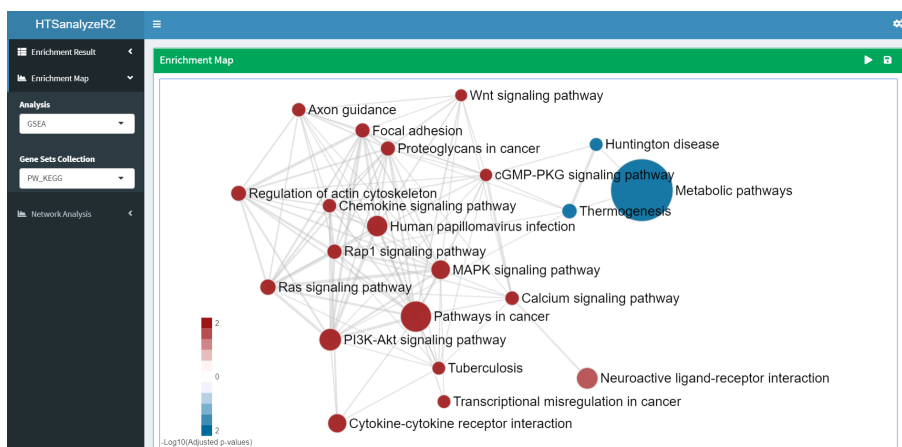 HTSanalyzeR2
Enrichment Result
Enrichment Map
Analysis
GSEA
Gene Sets Collection
PW_KEGG
Network Analysis
Enrichment Map
Wnt signaling pathway
Axon guidance
Focal adhesion
Huntington disease
Proteoglycans in cancer
cGMP-PKG signaling pathway
Metabolic pathways
Regulation of actin cytoskeleton
Chemokine signaling pathway
Thermogenesis
Human papillomavirus infection
Rap1 signaling pathway
MAPK signaling pathway
Ras signaling pathway
Calcium signaling pathway
Pathways in cancer
2
PI3K-Akt signaling pathway
Tuberculosis
0
Neuroactive ligand-receptor interaction
Transcriptional misregulation in cancer
Cytokine-cytokine receptor interaction
2
-Log10(Adjusted p-values)